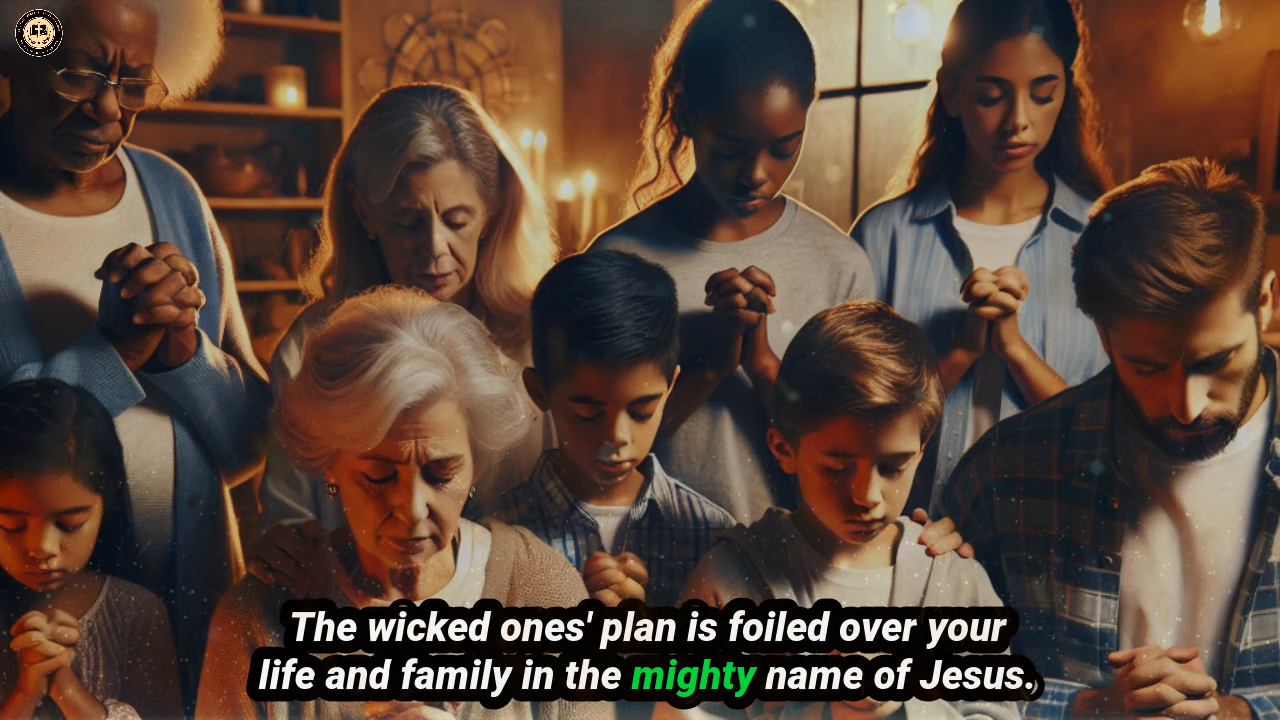 The wicked ones' plan is foiled over your
life and family in the mighty name of Jesus.